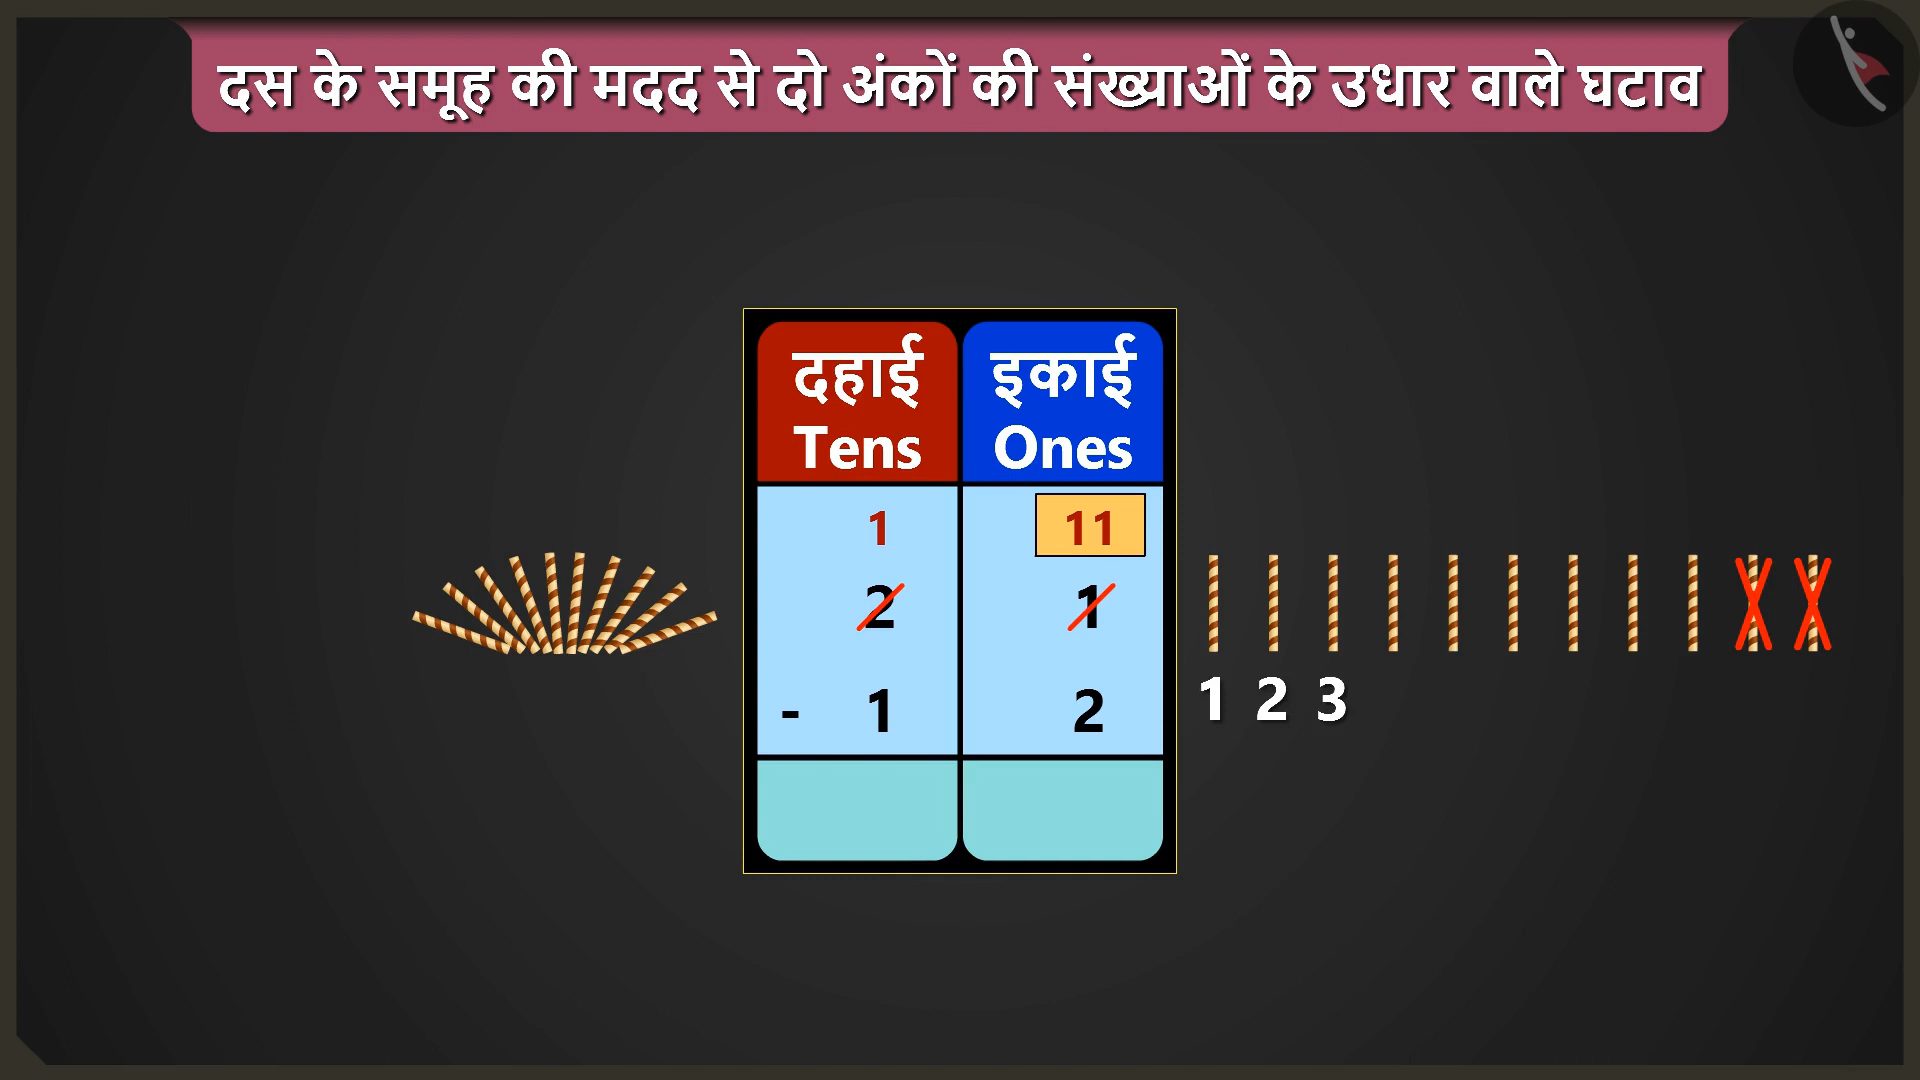 दस के समूह की मदद से दो अंकों की संख्याओं के उधार वाले घटाव
दहाई इकाई
Tens Ones
1 11
2 1
- 1 2
1 2 3